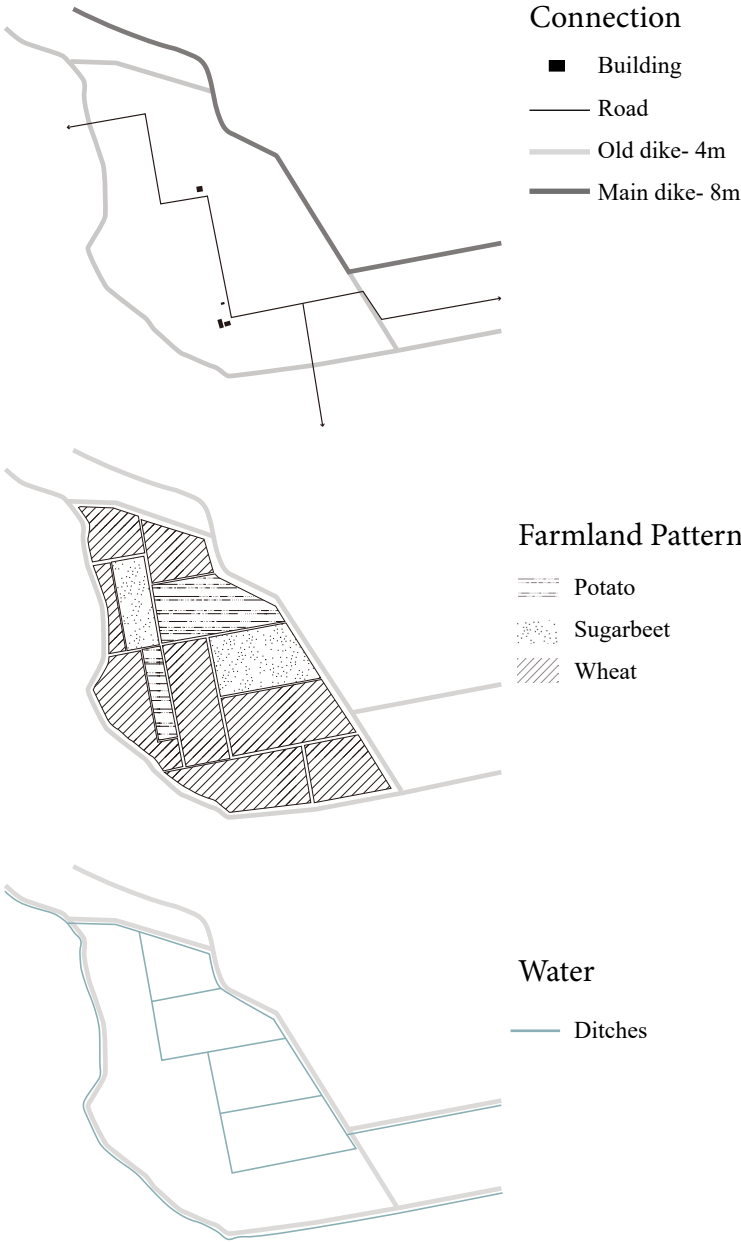 Connection
Building
Road
Old dike- 4m
Main dike- 8m
Farmland Pattern
Potato
Sugarbeet
Wheat
Water
Ditches